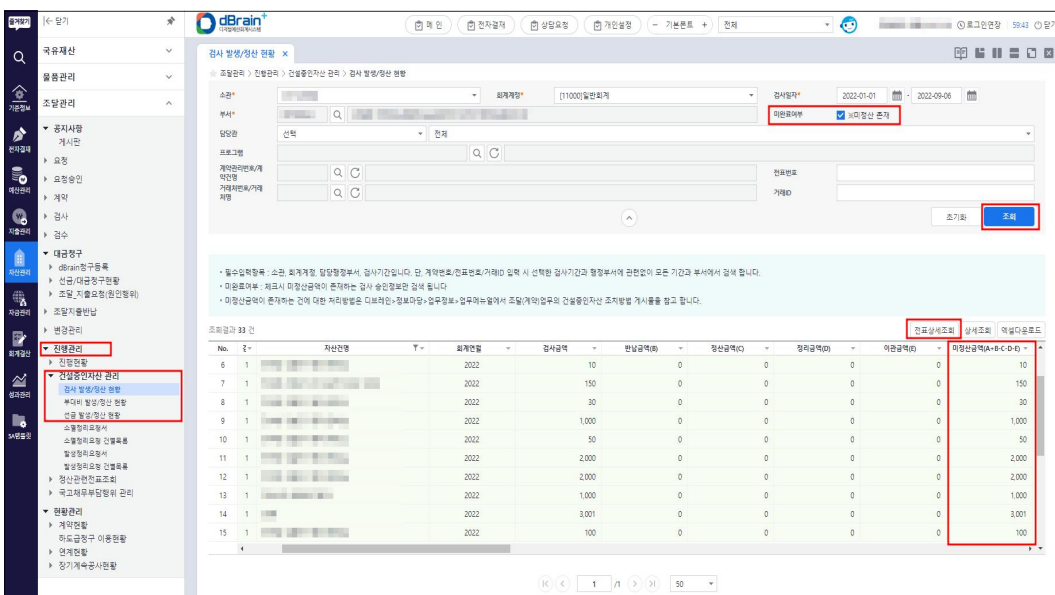 즐겨찾기
|← 닫기
dBrain+
디지털예산회계시스템
메 인
전자결재
상담요청
개인설정
− 기본폰트 +
전체
로그인연장
59:43
닫기
국유재산
물품관리
조달관리
기준정보
전자결재
예산관리
지출관리
자산관리
자금관리
회계결산
성과관리
SA템플릿
공지사항
게시판
요청
요청승인
계약
검사
검수
대금청구
dBrain청구등록
선금/대금청구현황
조달_지출요청(원인행위)
조달지출반납
변경관리
진행관리
진행현황
건설중인자산 관리
검사 발생/정산 현황
부대비 발생/정산 현황
선급 발생/정산 현황
소멸정리요청서
소멸정리요청 건별목록
발생정리요청서
발생정리요청 건별목록
정산관련전표조회
국고채무부담행위 관리
현황관리
계약현황
하도급청구 이용현황
연계현황
장기계속공사현황
검사 발생/정산 현황 ×
조달관리 > 진행관리 > 건설중인자산 관리 > 검사 발생/정산 현황
소관*
회계계정*
[11000]일반회계
검사일자*
2022-01-01 - 2022-09-06
부서*
미완료여부
※미정산 존재
담당관
선택
전체
프로그램
계약관리번호/계약건명
전표번호
거래처번호/거래처명
거래ID
초기화
조회
• 필수입력항목 : 소관, 회계계정, 담당행정부서, 검사기간입니다. 단, 계약번호/전표번호/거래ID 입력 시 선택한 검사기간과 행정부서에 관련없이 모든 기간과 부서에서 검색 합니다.
• 미완료여부 : 체크시 미정산금액이 존재하는 검사 승인정보만 검색 됩니다
• 미정산금액이 존재하는 건에 대한 처리방법은 디브레인>정보마당>업무정보>업무메뉴얼에서 조달(계약)업무의 건설중인자산 조치방법 게시물을 참고 합니다.
조회결과 33 건
전표상세조회
상세조회
엑셀다운로드
No. 자산건명 회계연월 검사금액 반납금액(B) 정산금액(C) 정리금액(D) 이관금액(E) 미정산금액(A+B-C-D-E)
6 1 2022 10 0 0 0 0 10
7 1 2022 150 0 0 0 0 150
8 1 2022 30 0 0 0 0 30
9 1 2022 1,000 0 0 0 0 1,000
10 1 2022 50 0 0 0 0 50
11 1 2022 2,000 0 0 0 0 2,000
12 1 2022 2,000 0 0 0 0 2,000
13 1 2022 1,000 0 0 0 0 1,000
14 1 2022 3,001 0 0 0 0 3,001
15 1 2022 100 0 0 0 0 100
1 /1
50